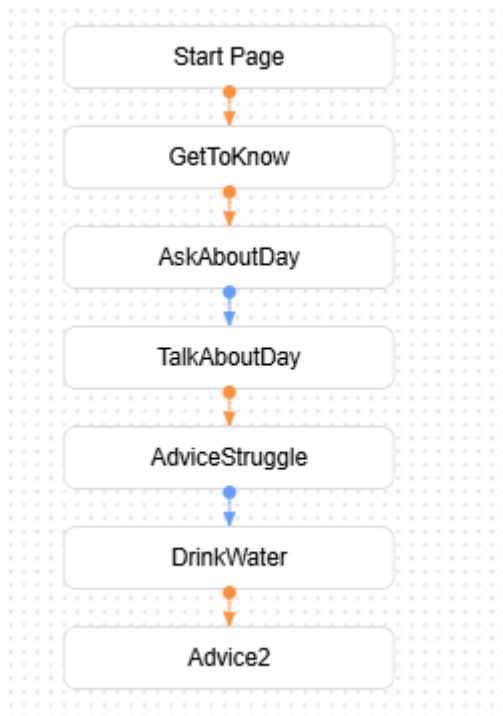 Start Page
GetToKnow
AskAboutDay
TalkAboutDay
AdviceStruggle
DrinkWater
Advice2